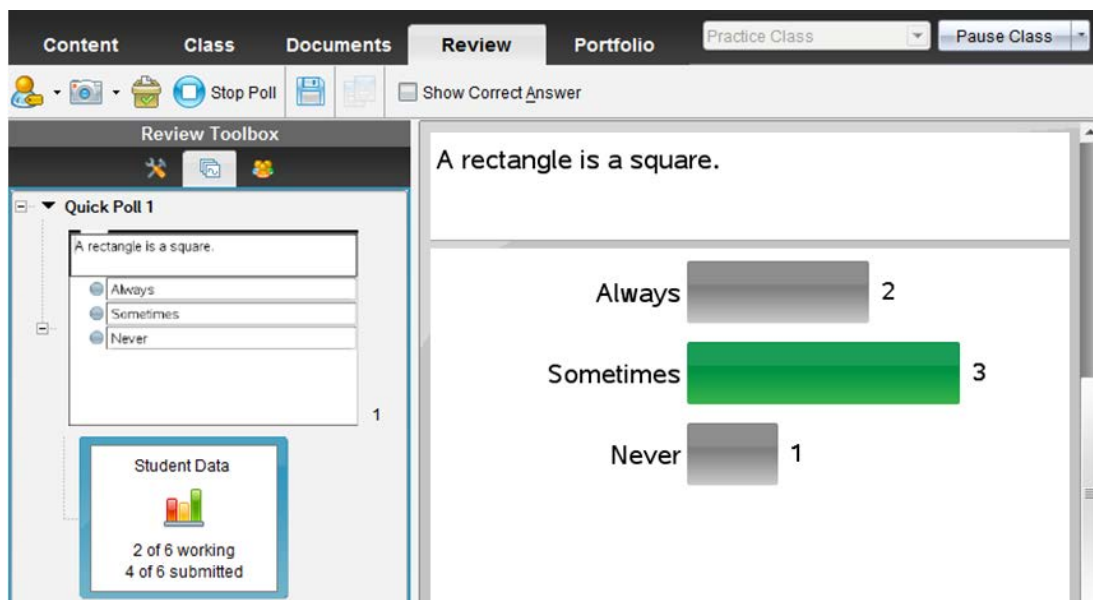 Content Class Documents Review Portfolio Practice Class Pause Class
Stop Poll Show Correct Answer
Review Toolbox
Quick Poll 1
A rectangle is a square.
Always
Sometimes
Never
1
Student Data
2 of 6 working
4 of 6 submitted
A rectangle is a square.
Always 2
Sometimes 3
Never 1